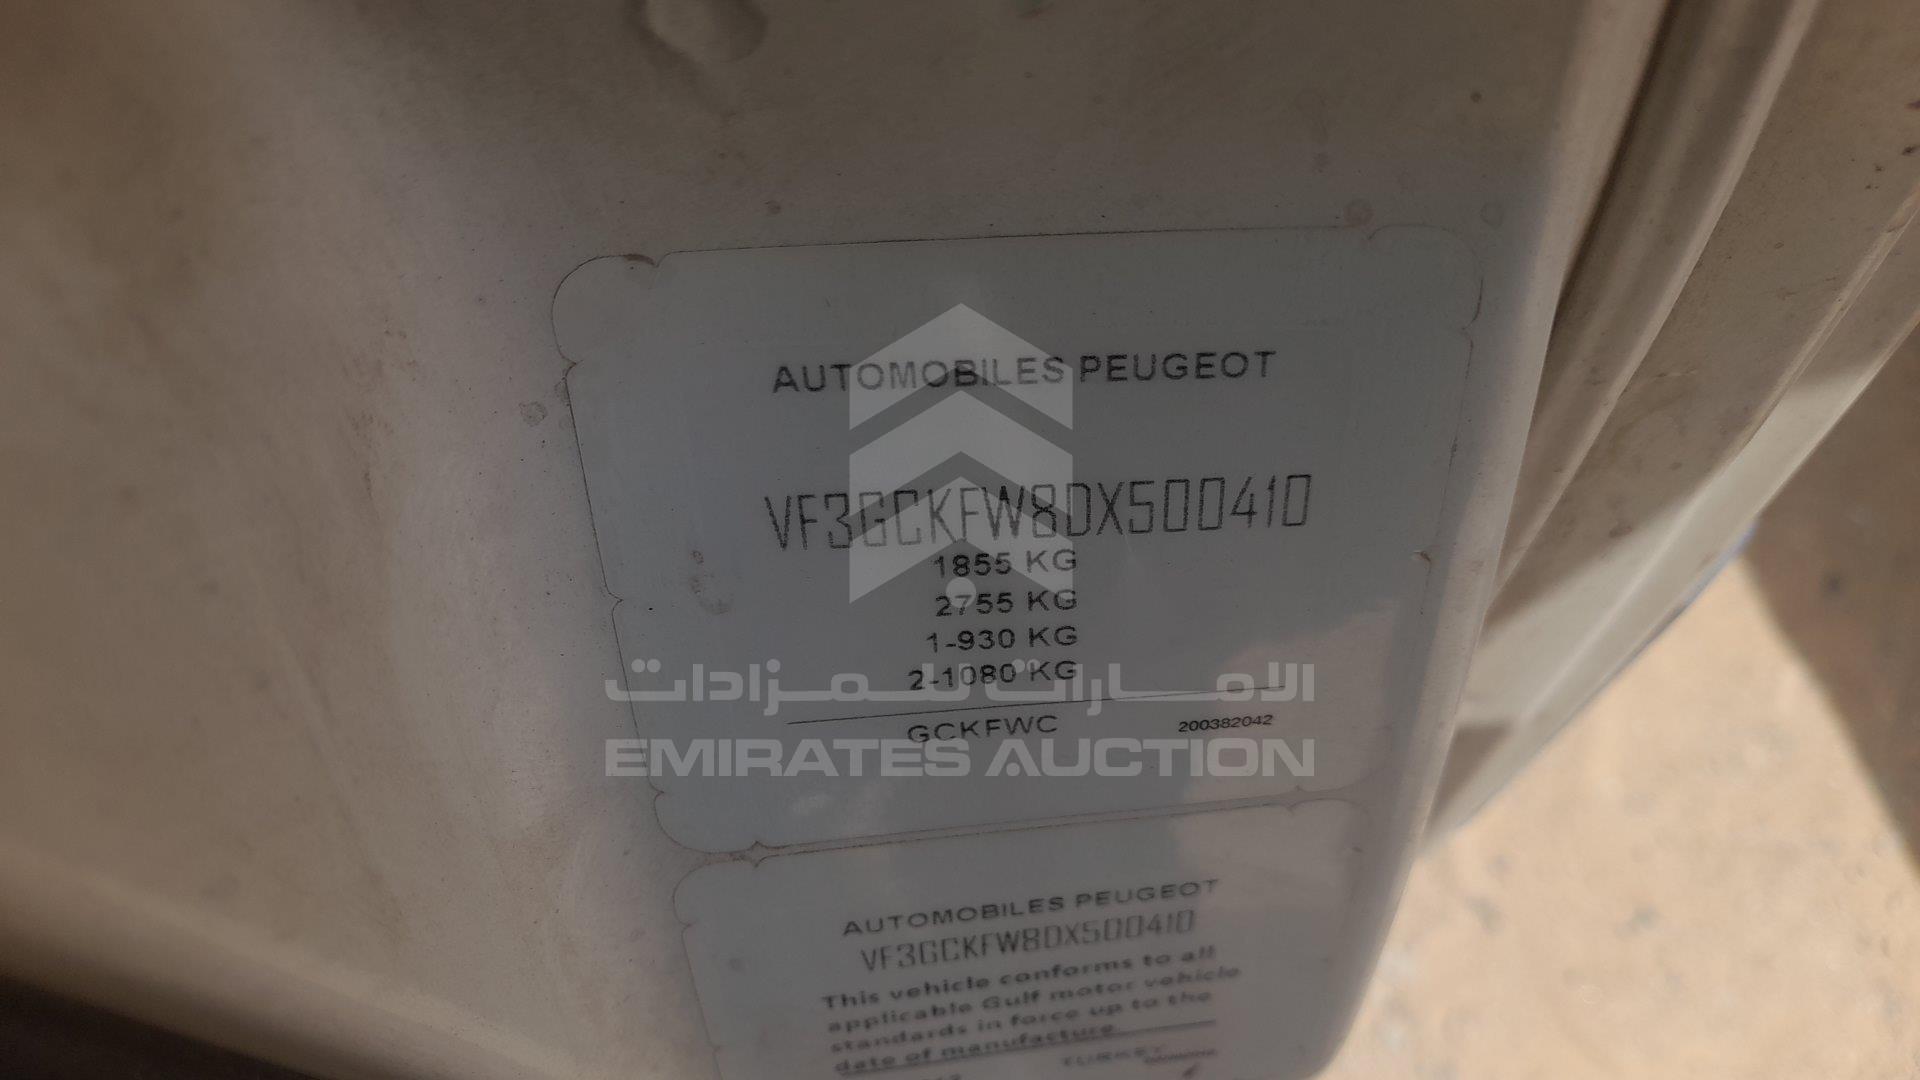 AUTOMOBILES PEUGEOT
VF3GCKFW8DX500410
1855 KG
2755 KG
1-930 KG
2-1080 KG
الامارات للمزادات
GCKFWC 200382042
EMIRATES AUCTION
AUTOMOBILES PEUGEOT
VF3GCKFW8DX500410
This vehicle conforms to all
applicable Gulf motor vehicle
standards in force up to the
date of manufacture
TURKEY